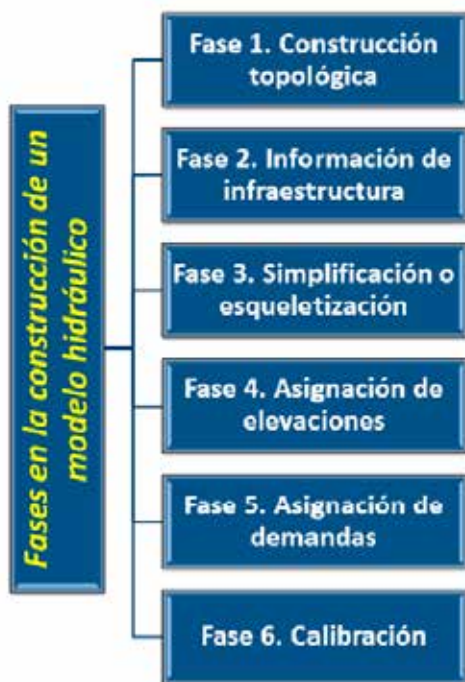 Fases en la construcción de un
modelo hidráulico
Fase 1. Construcción
topológica
Fase 2. Información de
infraestructura
Fase 3. Simplificación o
esqueletización
Fase 4. Asignación de
elevaciones
Fase 5. Asignación de
demandas
Fase 6. Calibración